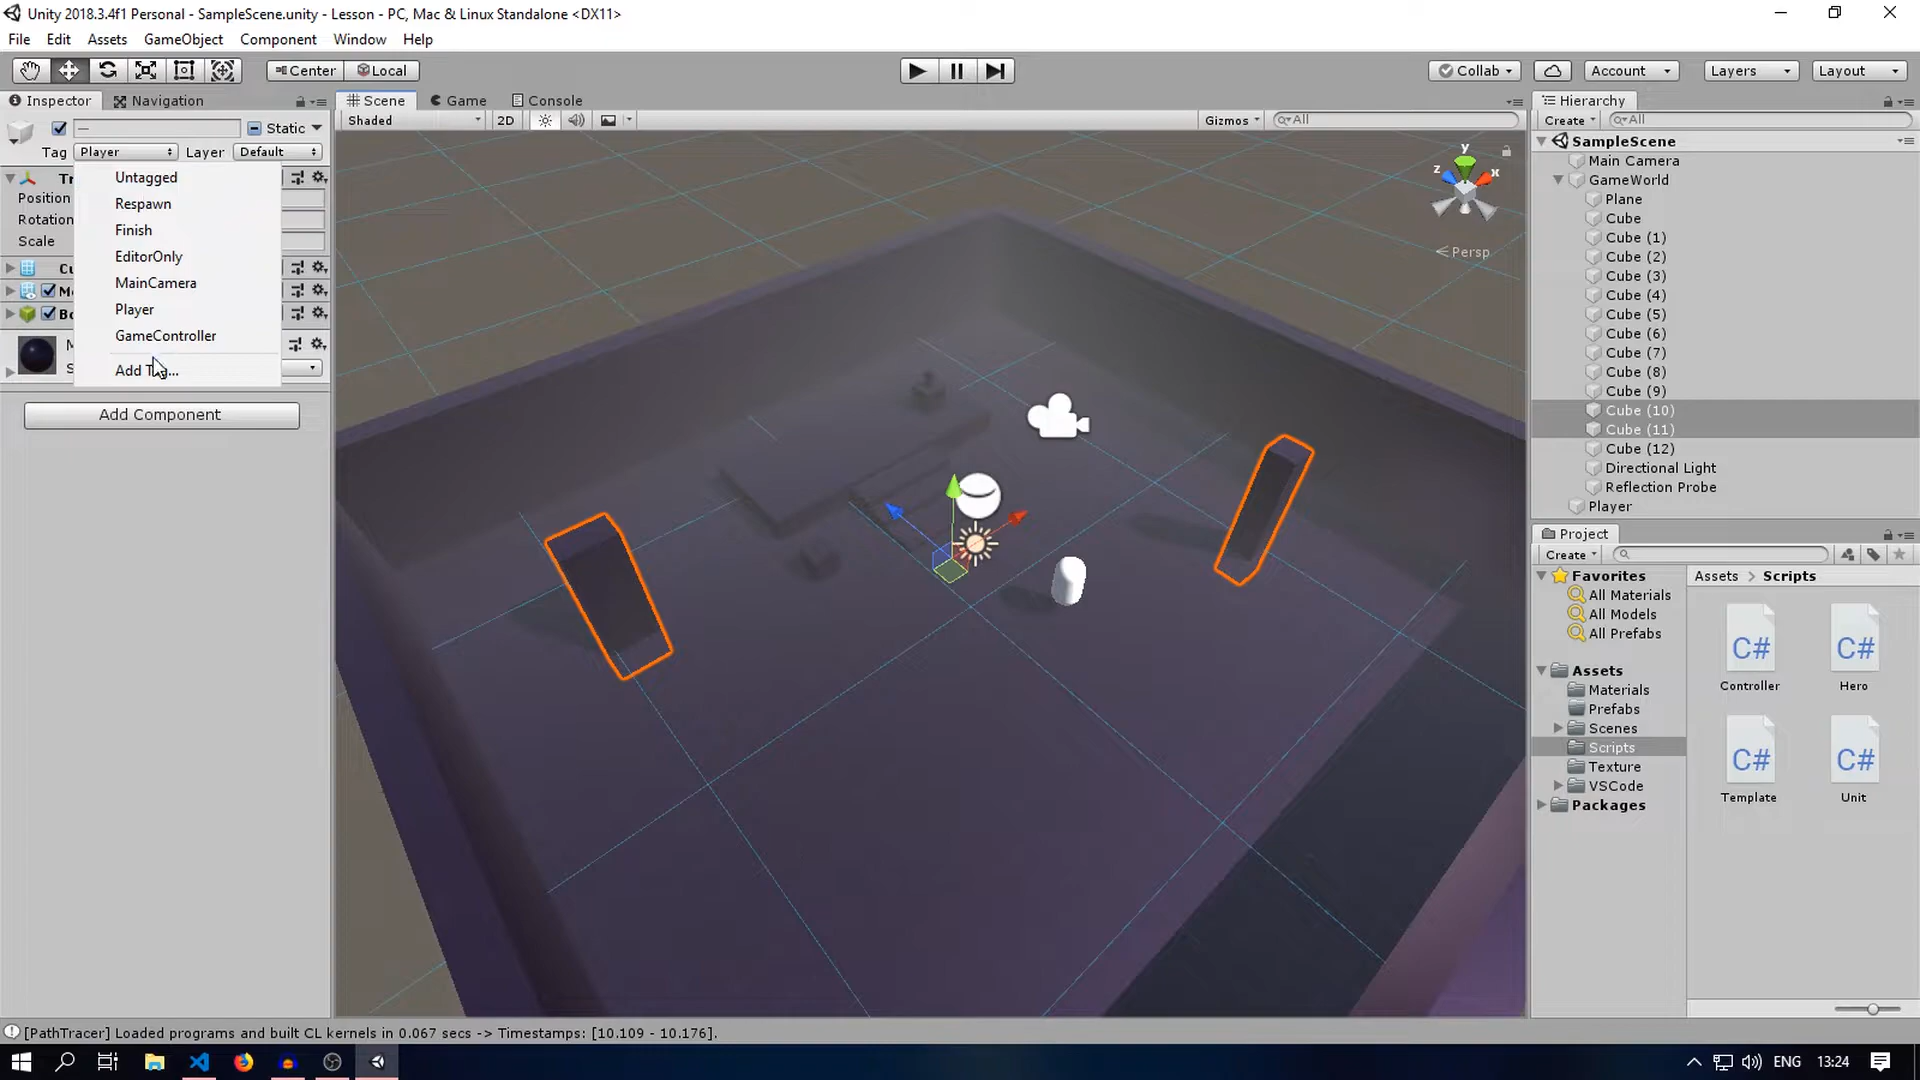 Unity 2018.3.4f1 Personal - SampleScene.unity - Lesson - PC, Mac & Linux Standalone <DX11>
File Edit Assets GameObject Component Window Help
Center Local Collab Account Layers Layout
Inspector Navigation Scene Game Console Hierarchy
Shaded 2D Gizmos All Create All
— Static
Tag Player Layer Default
Untagged
Respawn
Finish
EditorOnly
MainCamera
Player
GameController
Add T...
Position
Rotation
Scale
Add Component
y
z
x
Persp
SampleScene
Main Camera
GameWorld
Plane
Cube
Cube (1)
Cube (2)
Cube (3)
Cube (4)
Cube (5)
Cube (6)
Cube (7)
Cube (8)
Cube (9)
Cube (10)
Cube (11)
Cube (12)
Directional Light
Reflection Probe
Player
Project
Create
Favorites
All Materials
All Models
All Prefabs
Assets
Materials
Prefabs
Scenes
Scripts
Texture
VSCode
Packages
Assets > Scripts
C# C#
Controller Hero
C# C#
Template Unit
[PathTracer] Loaded programs and built CL kernels in 0.067 secs -> Timestamps: [10.109 - 10.176].
ENG 13:24